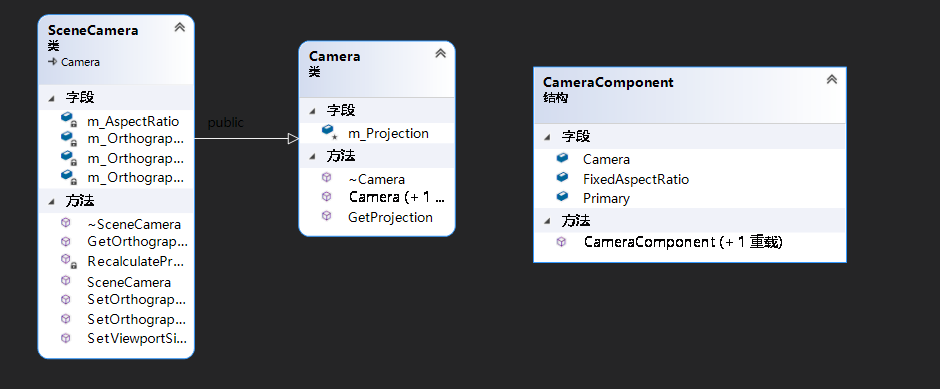 SceneCamera
类
Camera
字段
m_AspectRatio
m_Orthograp...
m_Orthograp...
m_Orthograp...
方法
~SceneCamera
GetOrthograp...
RecalculatePr...
SceneCamera
SetOrthograp...
SetOrthograp...
SetViewportSi...
public
Camera
类
字段
m_Projection
方法
~Camera
Camera (+ 1 ...
GetProjection
CameraComponent
结构
字段
Camera
FixedAspectRatio
Primary
方法
CameraComponent (+ 1 重载)